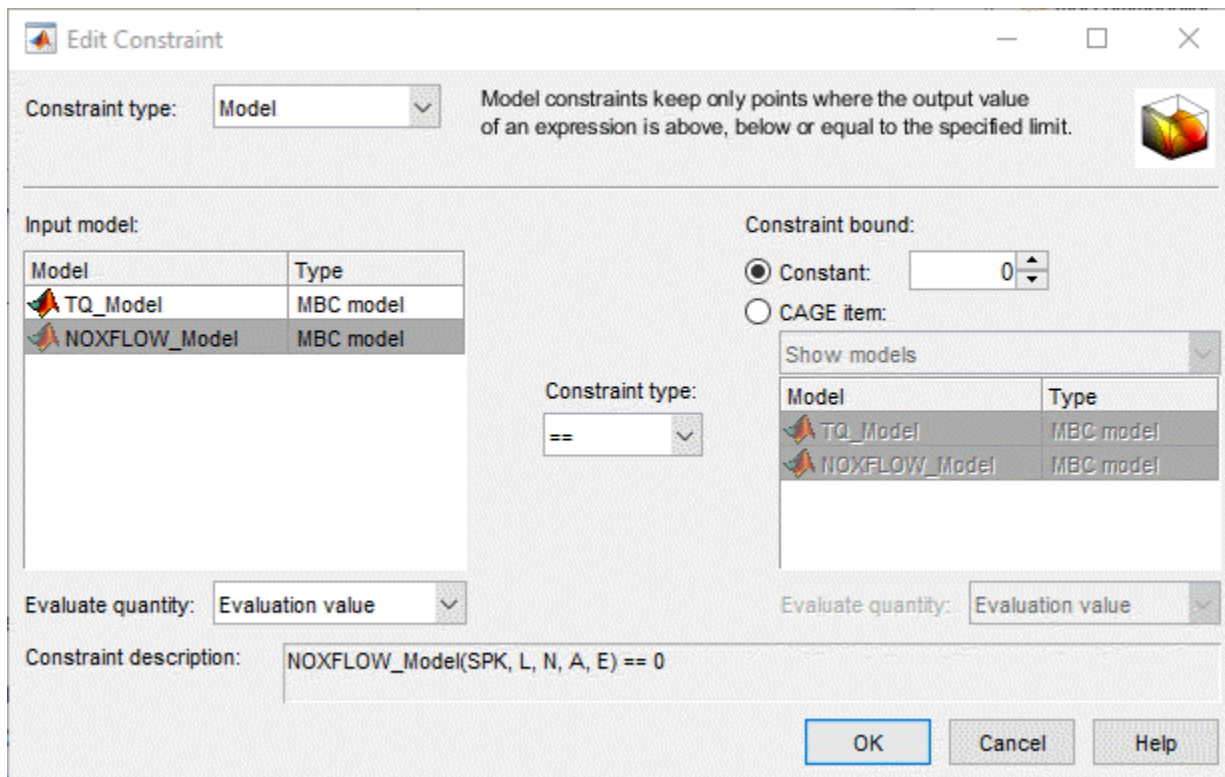 Edit Constraint
Constraint type: Model
Model constraints keep only points where the output value
of an expression is above, below or equal to the specified limit.
Input model:
Model Type
TQ_Model MBC model
NOXFLOW_Model MBC model
Evaluate quantity: Evaluation value
Constraint type:
==
Constraint bound:
Constant: 0
CAGE item:
Show models
Model Type
TQ_Model MBC model
NOXFLOW_Model MBC model
Evaluate quantity: Evaluation value
Constraint description: NOXFLOW_Model(SPK, L, N, A, E) == 0
OK Cancel Help